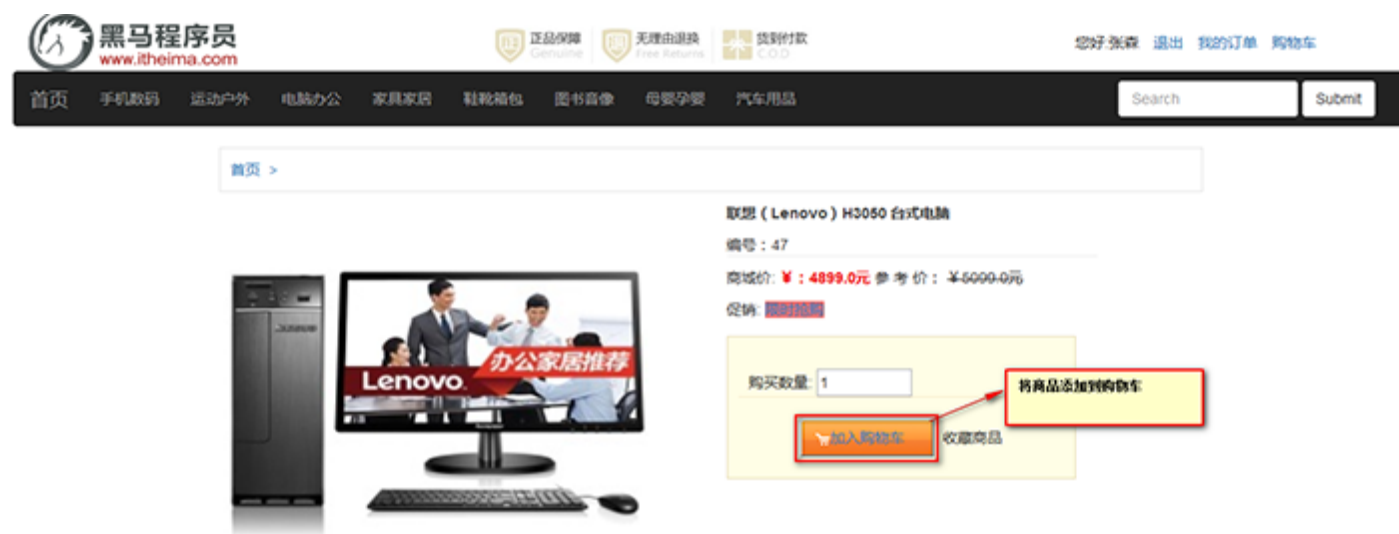 黑马程序员
www.itheima.com
正品保障
Genuine
无理由退换
Free Returns
货到付款
C.O.D
您好:张森 退出 我的订单 购物车
首页 手机数码 运动户外 电脑办公 家具家居 鞋靴箱包 图书音像 母婴孕婴 汽车用品 Search Submit
首页 >
联想（Lenovo）H3050 台式电脑
编号：47
商城价: ¥：4899.0元 参 考 价： ¥5099.0元
促销: 限时抢购
办公家居推荐
Lenovo.
购买数量: 1
将商品添加到购物车
加入购物车 收藏商品